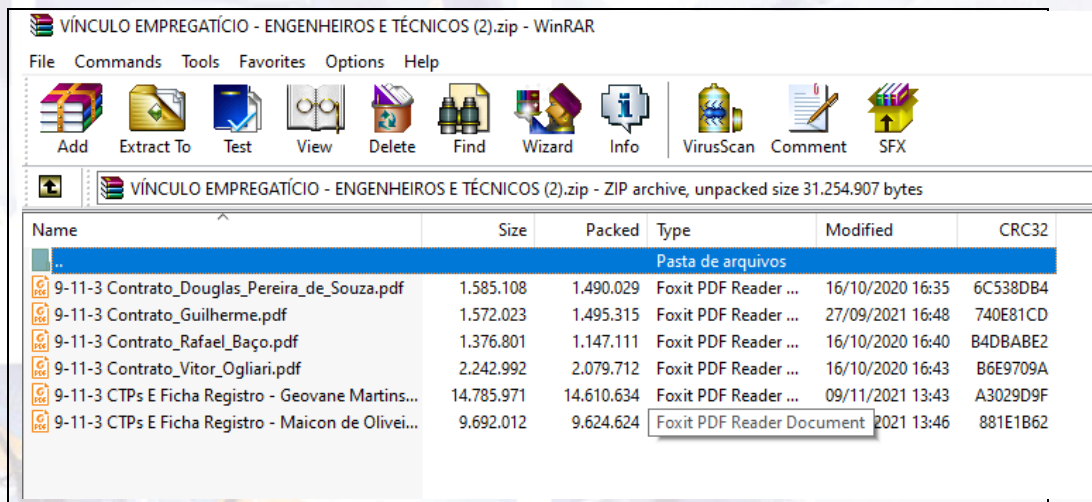 VÍNCULO EMPREGATÍCIO - ENGENHEIROS E TÉCNICOS (2).zip - WinRAR
File Commands Tools Favorites Options Help
Add Extract To Test View Delete Find Wizard Info VirusScan Comment SFX
VÍNCULO EMPREGATÍCIO - ENGENHEIROS E TÉCNICOS (2).zip - ZIP archive, unpacked size 31.254.907 bytes
Name Size Packed Type Modified CRC32
.. Pasta de arquivos
9-11-3 Contrato_Douglas_Pereira_de_Souza.pdf 1.585.108 1.490.029 Foxit PDF Reader ... 16/10/2020 16:35 6C538DB4
9-11-3 Contrato_Guilherme.pdf 1.572.023 1.495.315 Foxit PDF Reader ... 27/09/2021 16:48 740E81CD
9-11-3 Contrato_Rafael_Baço.pdf 1.376.801 1.147.111 Foxit PDF Reader ... 16/10/2020 16:40 B4DBABE2
9-11-3 Contrato_Vitor_Ogliari.pdf 2.242.992 2.079.712 Foxit PDF Reader ... 16/10/2020 16:43 B6E9709A
9-11-3 CTPs E Ficha Registro - Geovane Martins... 14.785.971 14.610.634 Foxit PDF Reader ... 09/11/2021 13:43 A3029D9F
9-11-3 CTPs E Ficha Registro - Maicon de Olivei... 9.692.012 9.624.624 Foxit PDF Reader Document 2021 13:46 881E1B62